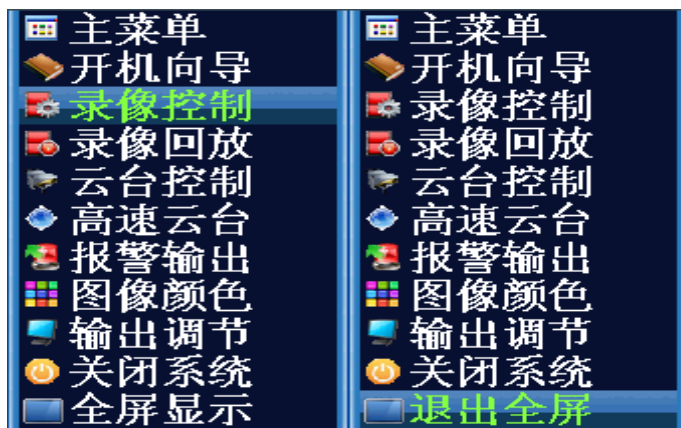 主菜单
开机向导
录像控制
录像回放
云台控制
高速云台
报警输出
图像颜色
输出调节
关闭系统
全屏显示
主菜单
开机向导
录像控制
录像回放
云台控制
高速云台
报警输出
图像颜色
输出调节
关闭系统
退出全屏